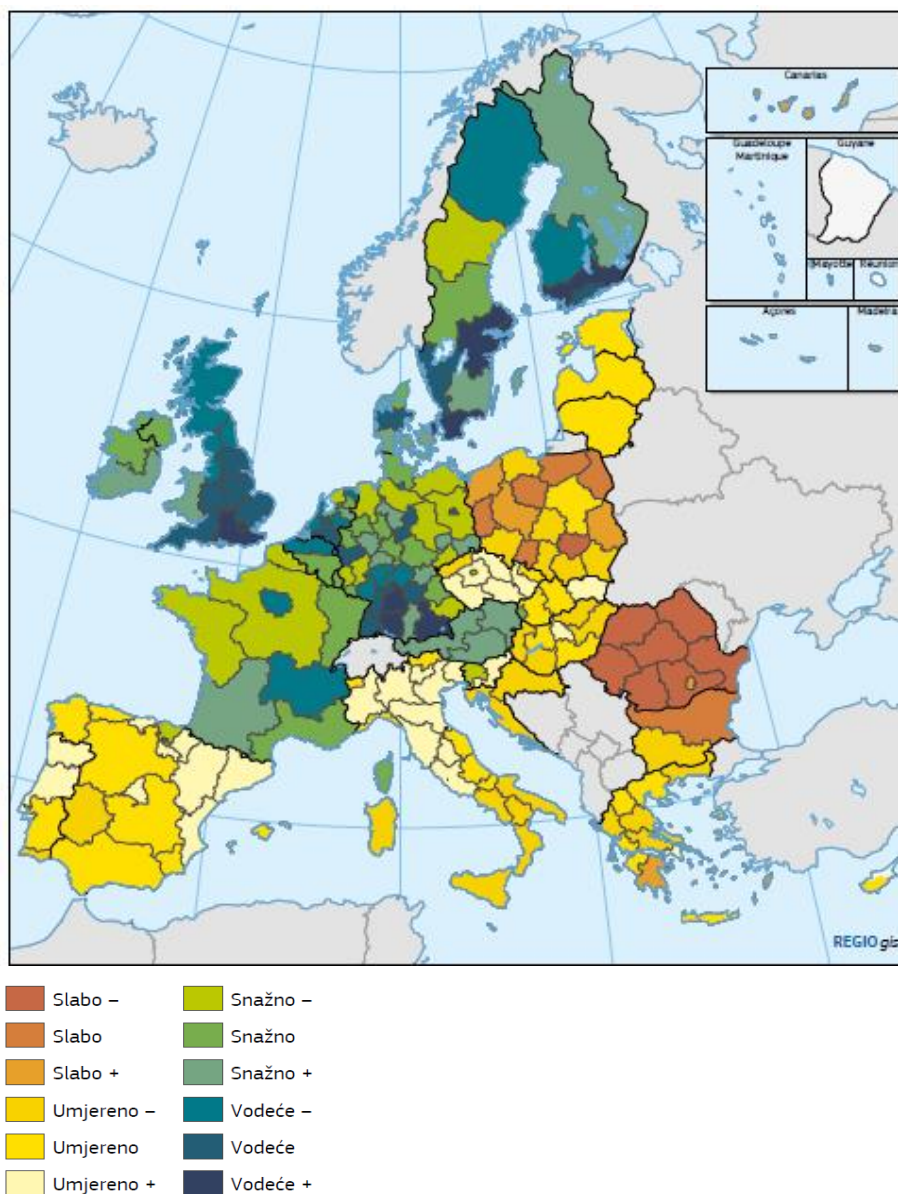 Canarias
Guadeloupe
Martinique
Guyane
Mayotte
Réunion
Açores
Madeira
REGIOgis
Slabo –
Slabo
Slabo +
Umjereno –
Umjereno
Umjereno +
Snažno –
Snažno
Snažno +
Vodeće –
Vodeće
Vodeće +